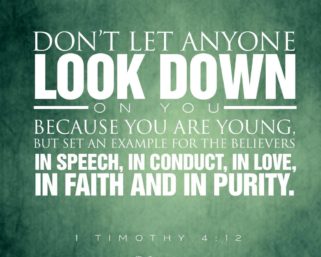 DON'T LET ANYONE
LOOK DOWN
ON YOU
BECAUSE YOU ARE YOUNG,
BUT SET AN EXAMPLE FOR THE BELIEVERS
IN SPEECH, IN CONDUCT, IN LOVE,
IN FAITH AND IN PURITY.
1 TIMOTHY 4:12